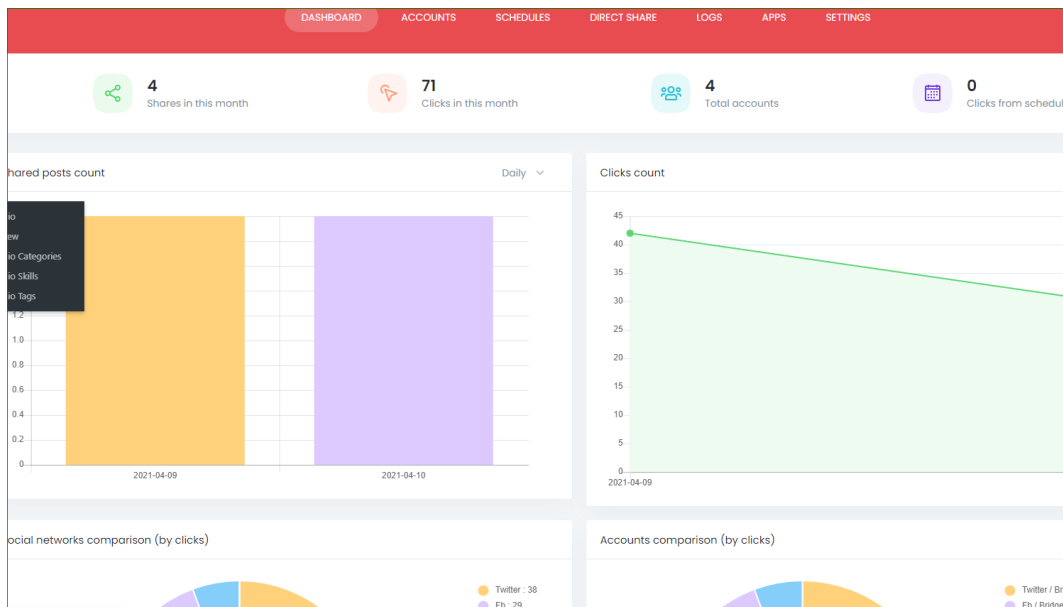 DASHBOARD ACCOUNTS SCHEDULES DIRECT SHARE LOGS APPS SETTINGS
4
Shares in this month
71
Clicks in this month
4
Total accounts
0
Clicks from schedul
hared posts count
Daily
io
ew
io Categories
io Skills
io Tags
1.2
1.0
0.8
0.6
0.4
0.2
0
2021-04-09
2021-04-10
Clicks count
45
40
35
30
25
20
15
10
5
0
2021-04-09
ocial networks comparison (by clicks)
Twitter : 38
Fb : 29
Accounts comparison (by clicks)
Twitter / Br
Fb / Bridge